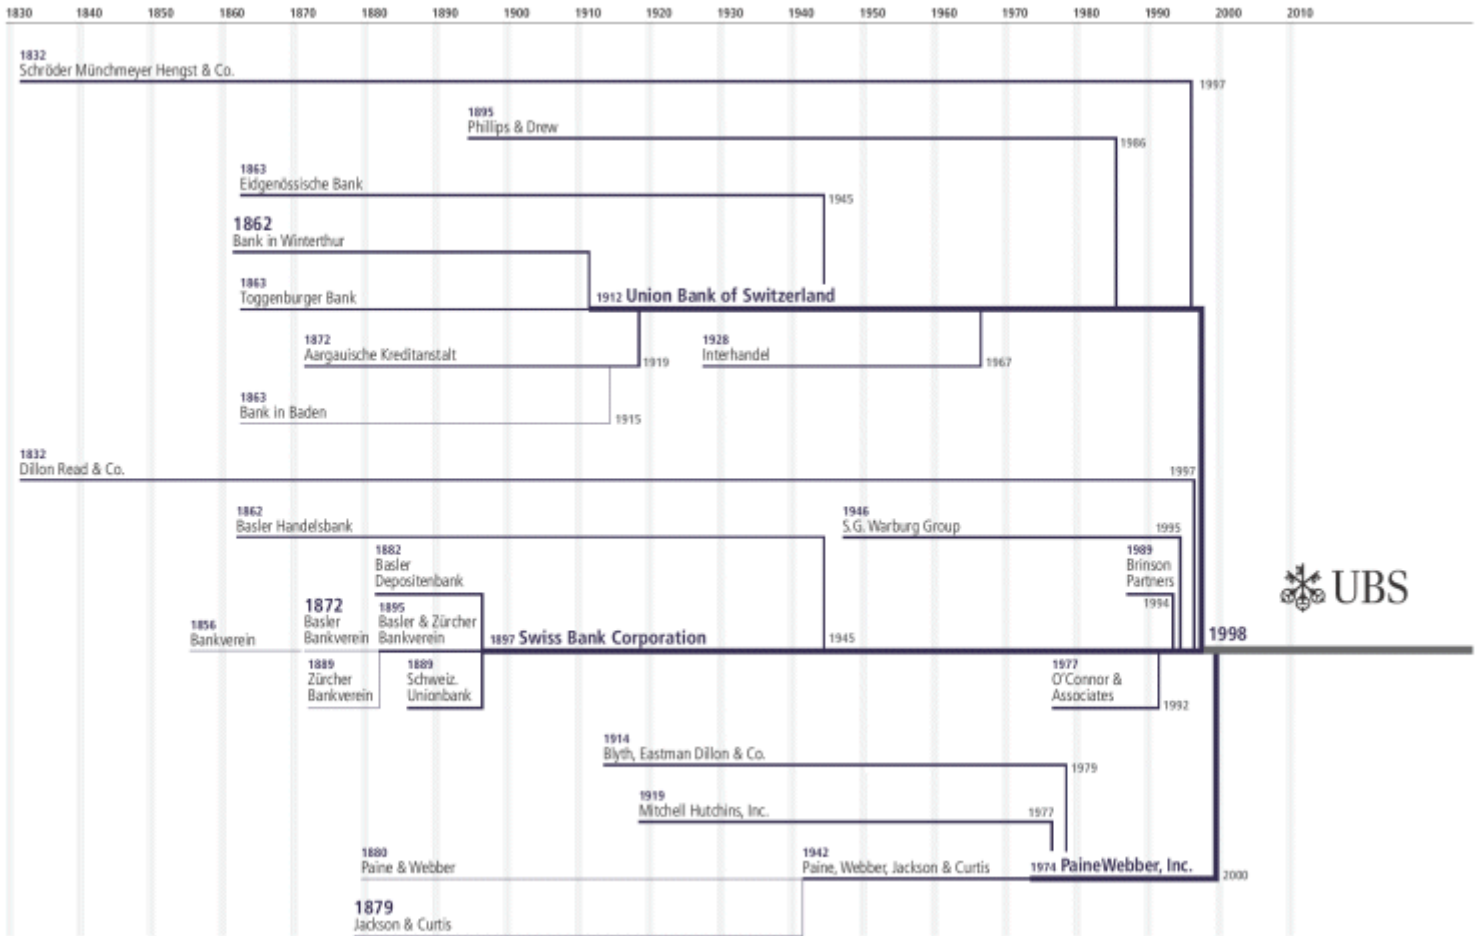 1830 1840 1850 1860 1870 1880 1890 1900 1910 1920 1930 1940 1950 1960 1970 1980 1990 2000 2010
1832
Schröder Münchmeyer Hengst & Co.
1997
1895
Phillips & Drew
1986
1863
Eidgenössische Bank
1945
1862
Bank in Winterthur
1863
Toggenburger Bank
1912 Union Bank of Switzerland
1872
Aargauische Kreditanstalt
1919
1928
Interhandel
1967
1863
Bank in Baden
1915
1832
Dillon Read & Co.
1997
1862
Basler Handelsbank
1946
S.G. Warburg Group
1995
1882
Basler
Depositenbank
1989
Brinson
Partners
1994
UBS
1856
Bankverein
1872
Basler
Bankverein
1895
Basler & Zürcher
Bankverein
1897 Swiss Bank Corporation
1945
1998
1889
Zürcher
Bankverein
1889
Schweiz.
Unionbank
1977
O'Connor &
Associates
1992
1914
Blyth, Eastman Dillon & Co.
1979
1919
Mitchell Hutchins, Inc.
1977
1880
Paine & Webber
1942
Paine, Webber, Jackson & Curtis
1974 PaineWebber, Inc.
2000
1879
Jackson & Curtis